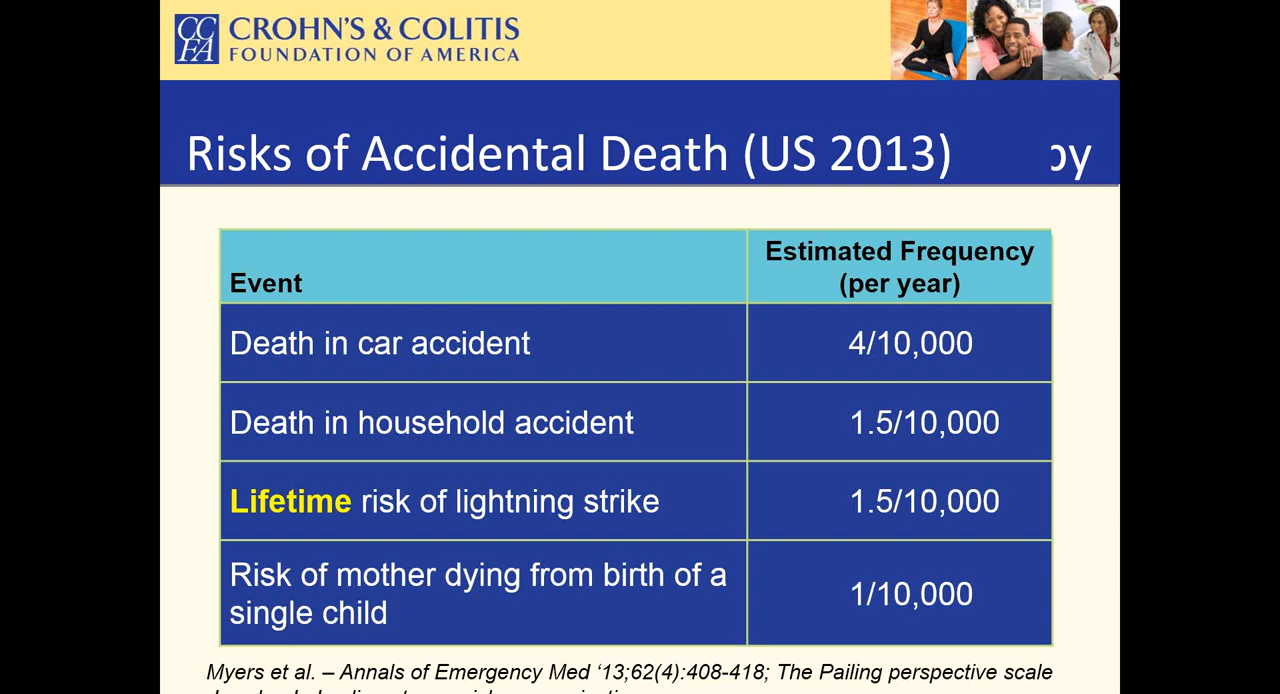 CC
FA
CROHN'S & COLITIS
FOUNDATION OF AMERICA
Risks of Accidental Death (US 2013)
Event
Estimated Frequency
(per year)
Death in car accident
4/10,000
Death in household accident
1.5/10,000
Lifetime risk of lightning strike
1.5/10,000
Risk of mother dying from birth of a
single child
1/10,000
Myers et al. – Annals of Emergency Med ‘13;62(4):408-418; The Pailing perspective scale